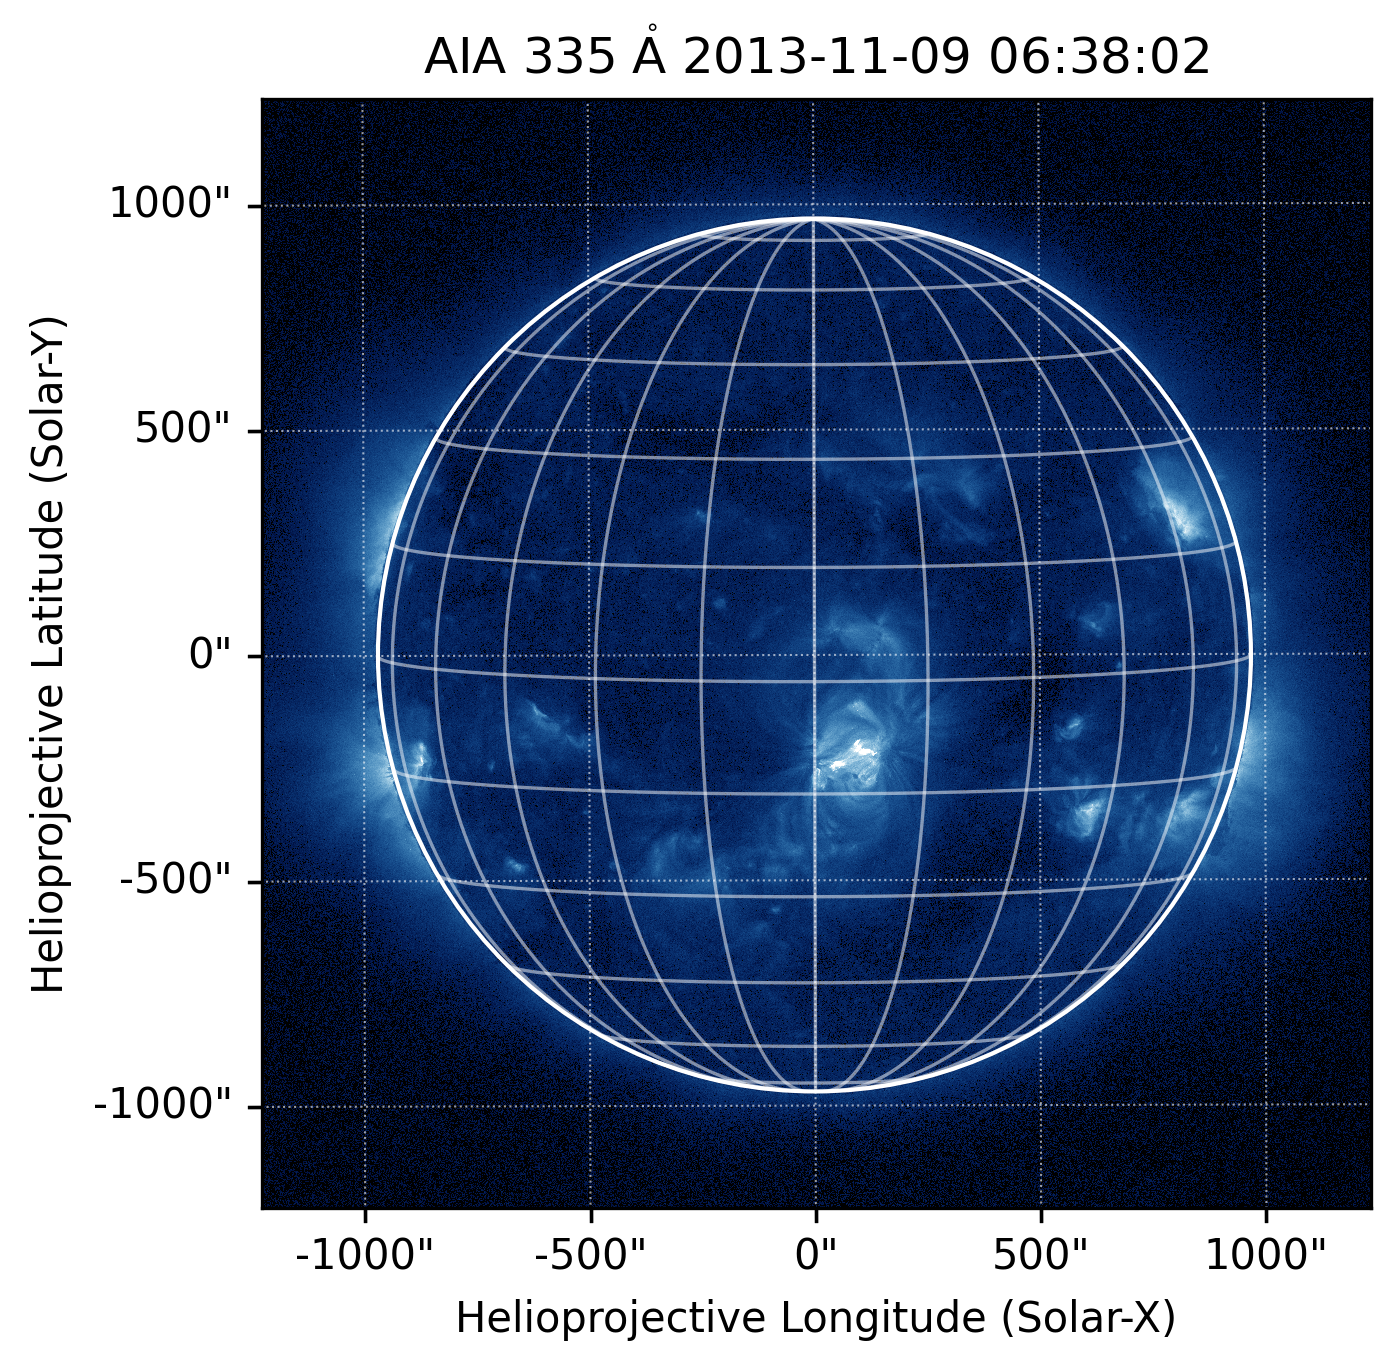 AIA 335 Å 2013-11-09 06:38:02
Helioprojective Latitude (Solar-Y)
1000"
500"
0"
-500"
-1000"
-1000" -500" 0" 500" 1000"
Helioprojective Longitude (Solar-X)